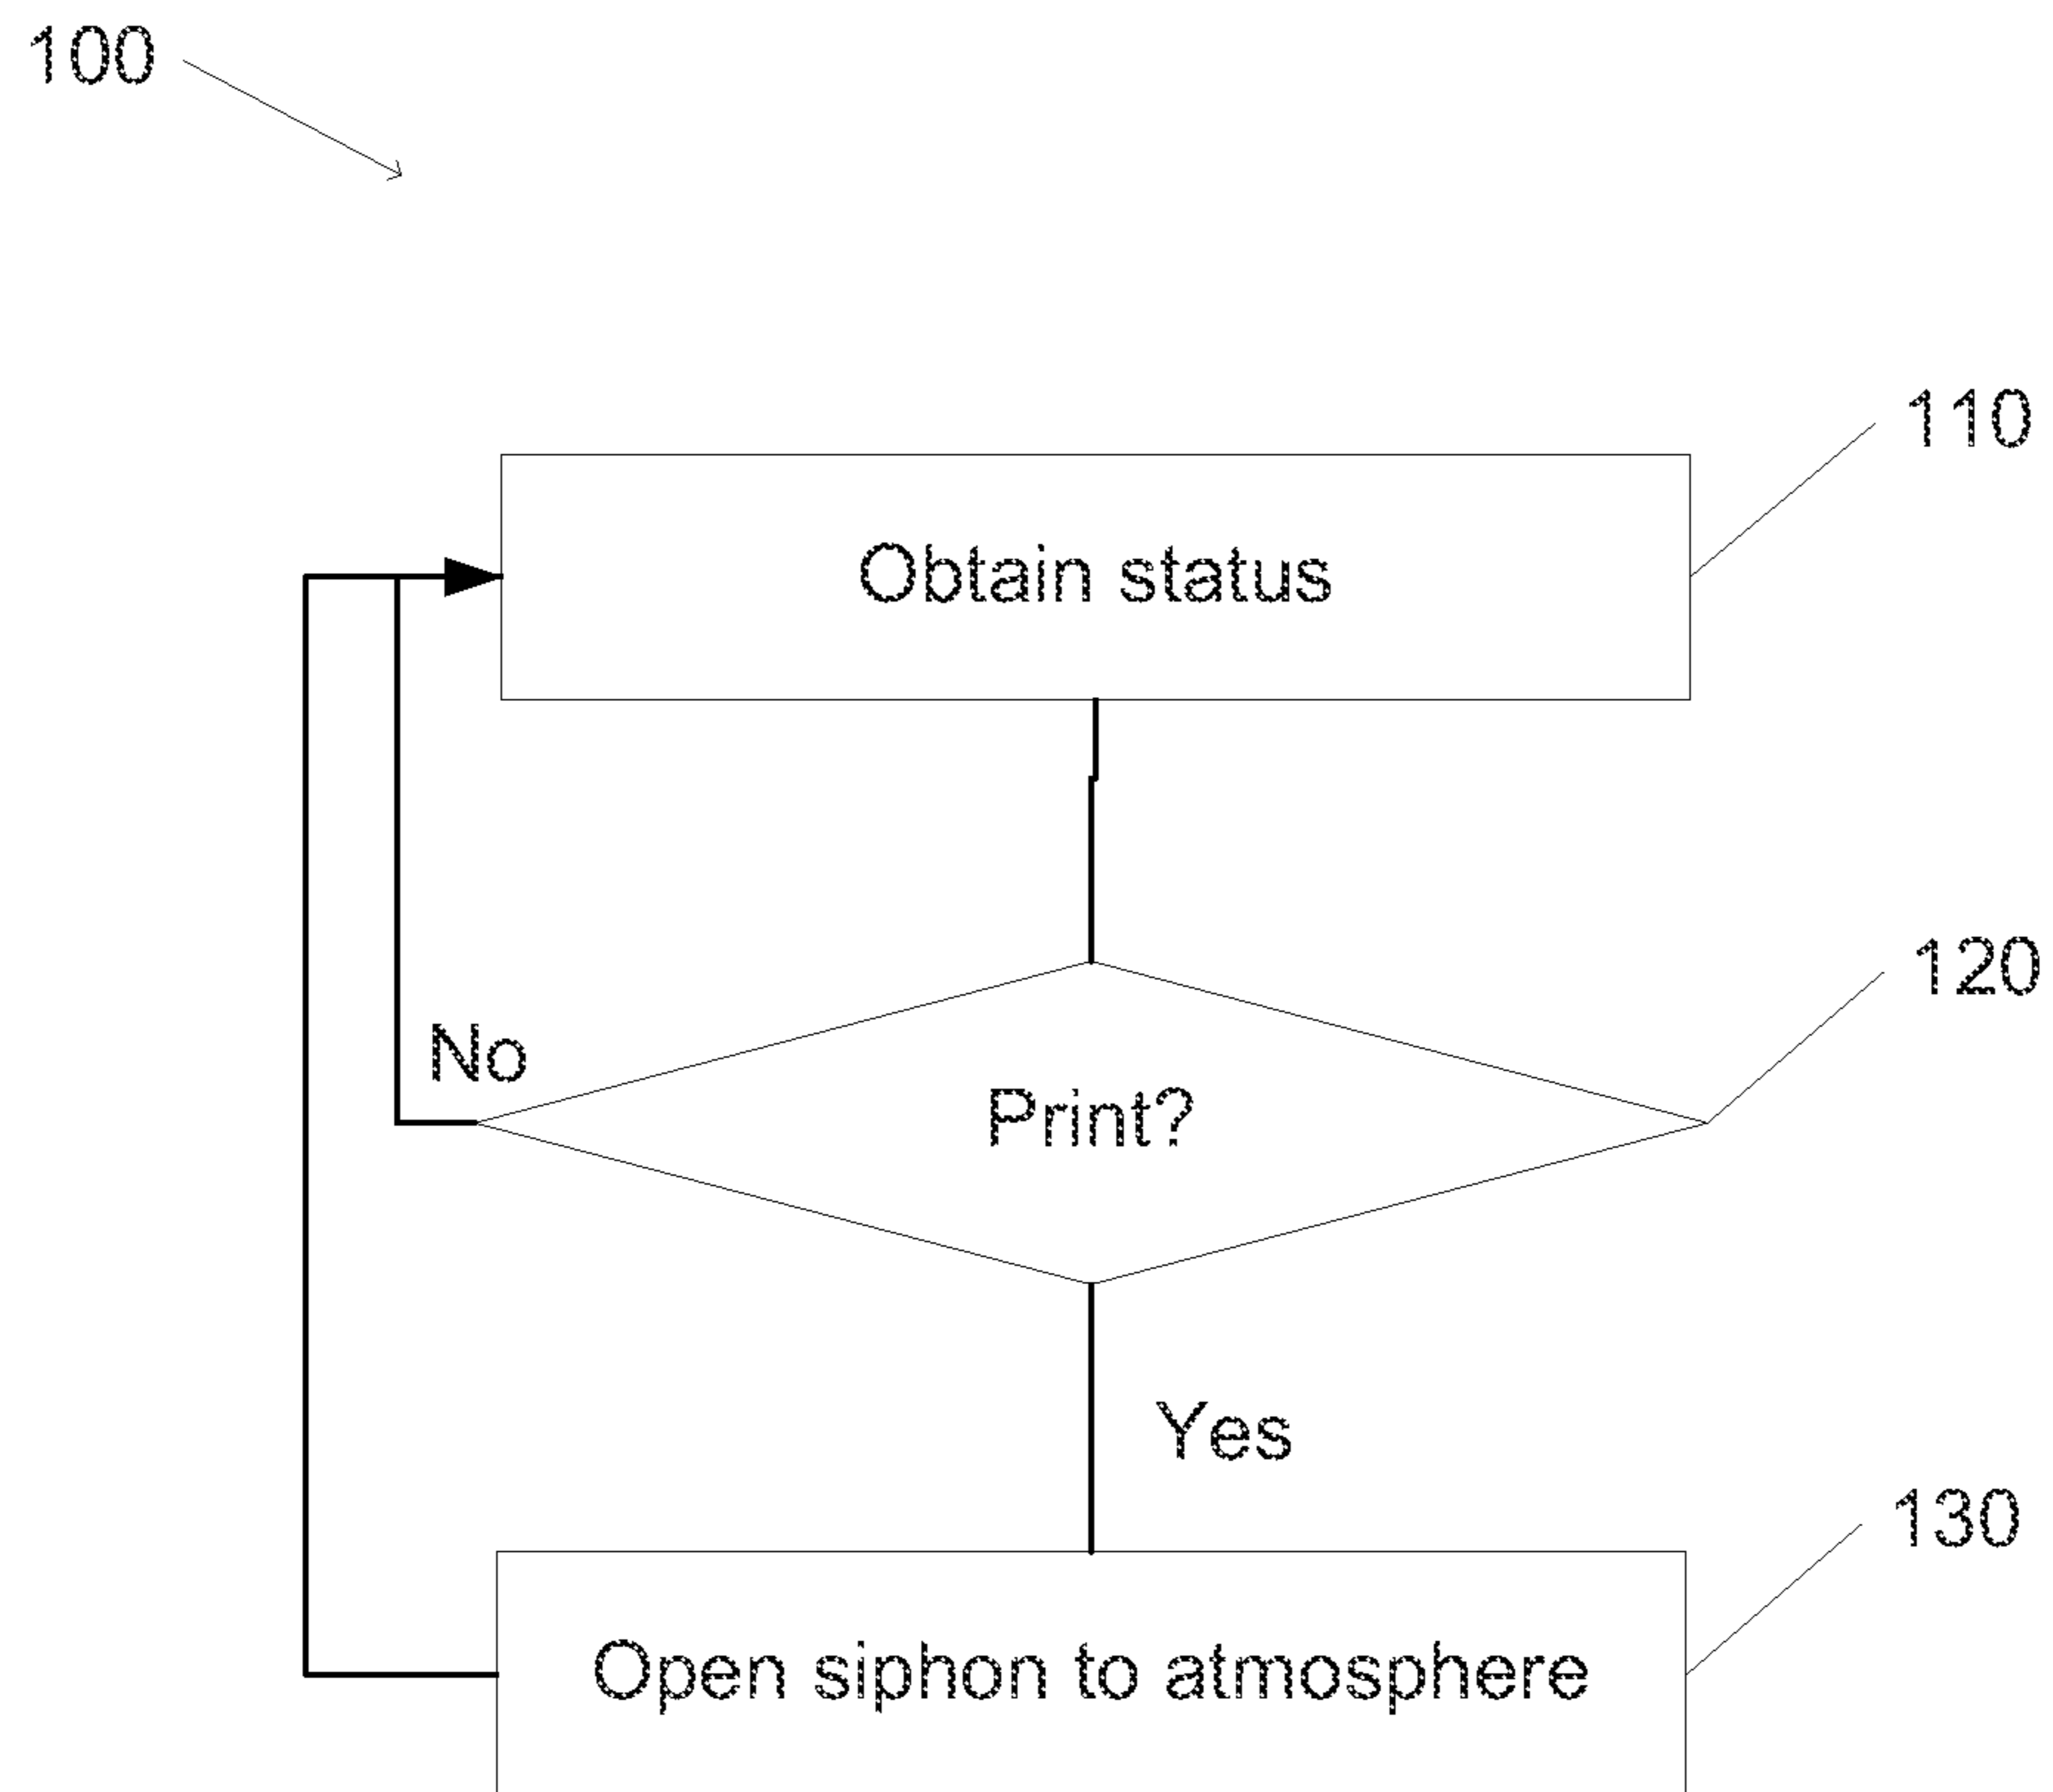 100
110
Obtain status
120
No
Print?
Yes
130
Open siphon to atmosphere